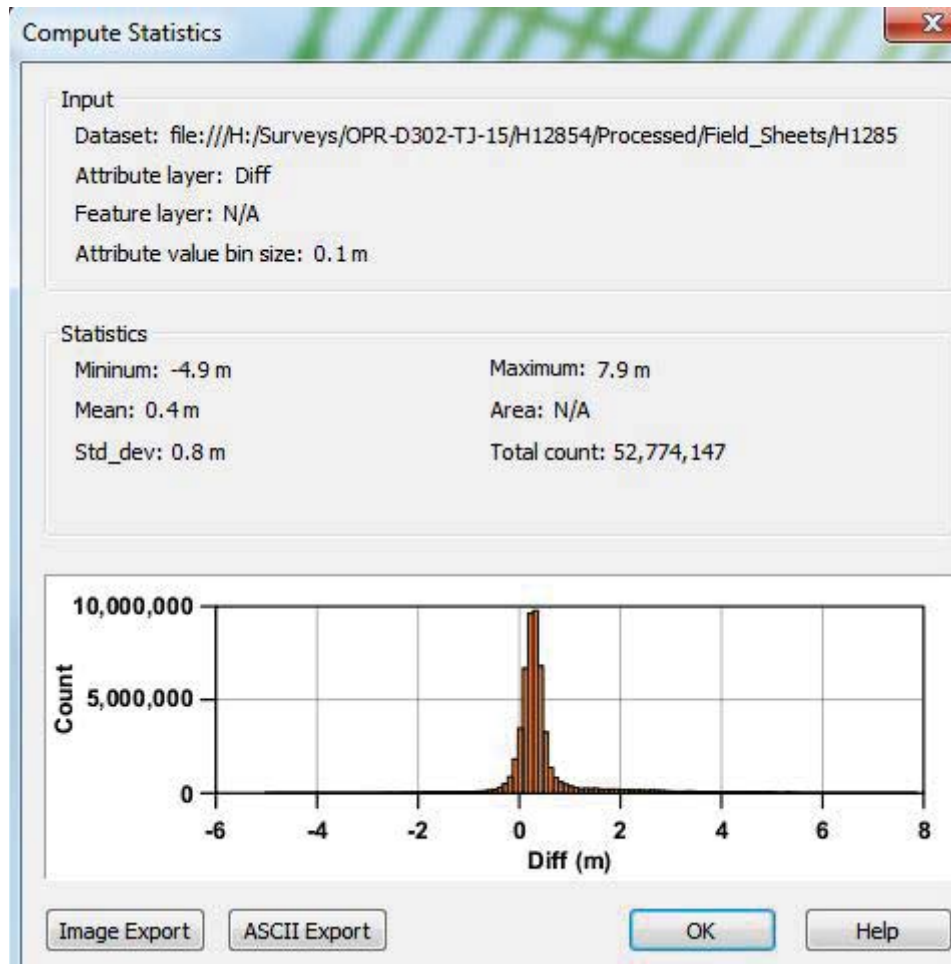 Compute Statistics
Input
Dataset: file:///H:/Surveys/OPR-D302-TJ-15/H12854/Processed/Field_Sheets/H1285
Attribute layer: Diff
Feature layer: N/A
Attribute value bin size: 0.1 m
Statistics
Mininum: -4.9 m
Maximum: 7.9 m
Mean: 0.4 m
Area: N/A
Std_dev: 0.8 m
Total count: 52,774,147
10,000,000
5,000,000
0
Count
-6 -4 -2 0 2 4 6 8
Diff (m)
Image Export
ASCII Export
OK
Help